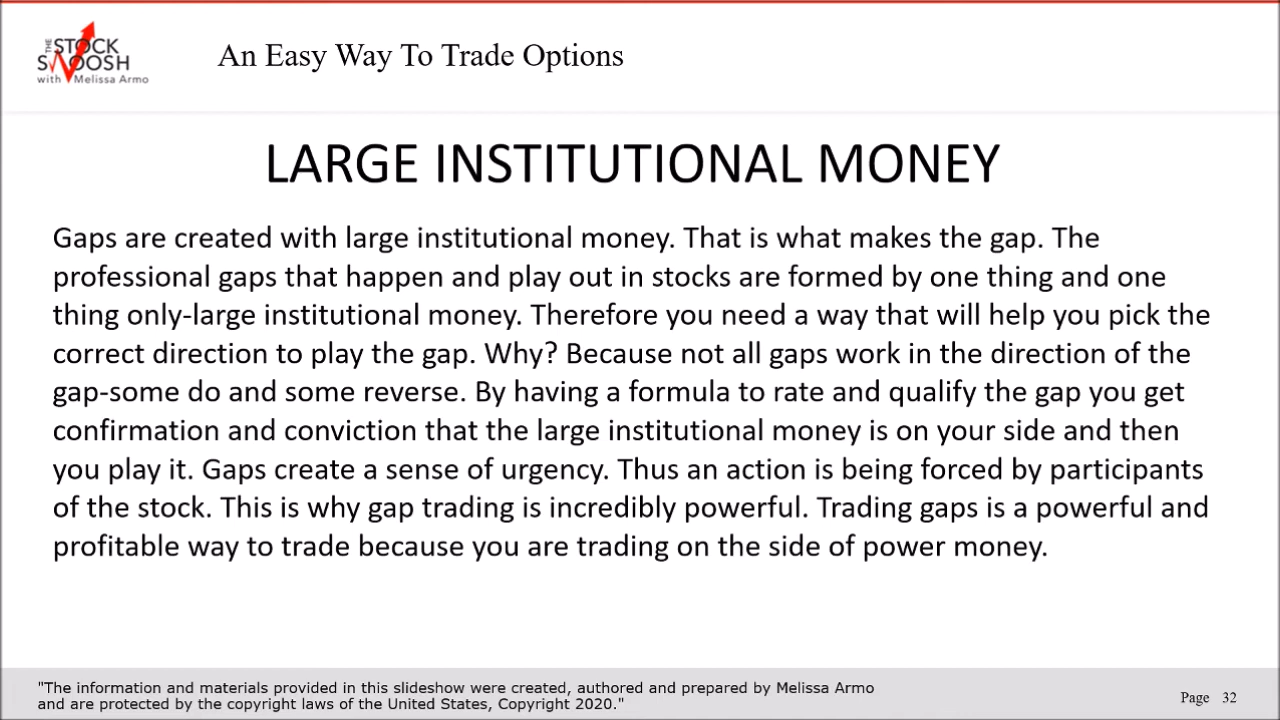 THE STOCK
SWOOSH
with Melissa Armo
An Easy Way To Trade Options
LARGE INSTITUTIONAL MONEY
Gaps are created with large institutional money. That is what makes the gap. The
professional gaps that happen and play out in stocks are formed by one thing and one
thing only-large institutional money. Therefore you need a way that will help you pick the
correct direction to play the gap. Why? Because not all gaps work in the direction of the
gap-some do and some reverse. By having a formula to rate and qualify the gap you get
confirmation and conviction that the large institutional money is on your side and then
you play it. Gaps create a sense of urgency. Thus an action is being forced by participants
of the stock. This is why gap trading is incredibly powerful. Trading gaps is a powerful and
profitable way to trade because you are trading on the side of power money.
"The information and materials provided in this slideshow were created, authored and prepared by Melissa Armo
and are protected by the copyright laws of the United States, Copyright 2020."
Page 32